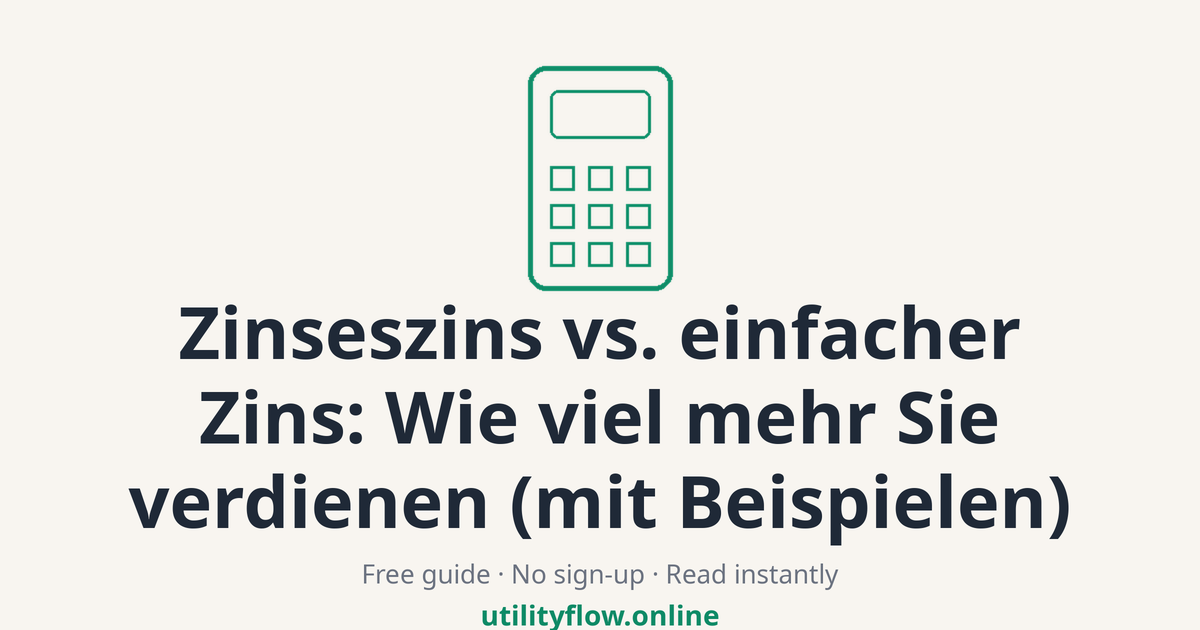 Zinseszins vs. einfacher
Zins: Wie viel mehr Sie
verdienen (mit Beispielen)
Free guide · No sign-up · Read instantly
utilityflow.online